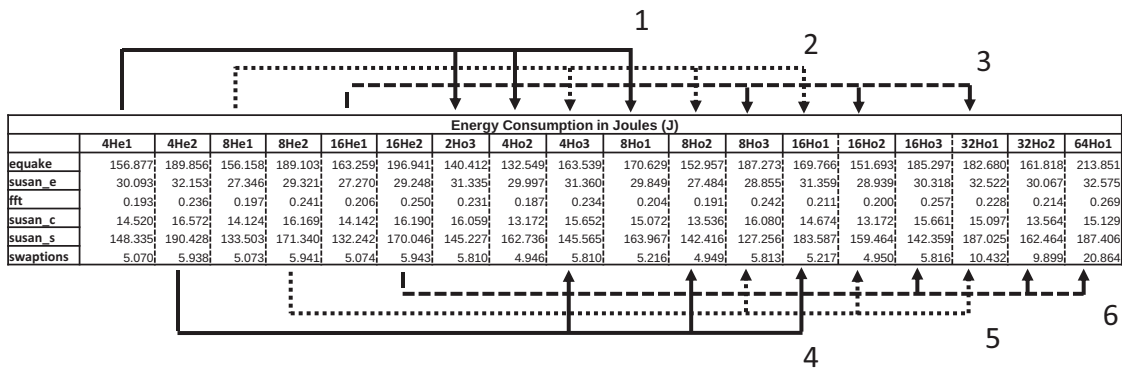 1
2
3
Energy Consumption in Joules (J)
4He1 4He2 8He1 8He2 16He1 16He2 2Ho3 4Ho2 4Ho3 8Ho1 8Ho2 8Ho3 16Ho1 16Ho2 16Ho3 32Ho1 32Ho2 64Ho1
equake 156.877 189.856 156.158 189.103 163.259 196.941 140.412 132.549 163.539 170.629 152.957 187.273 169.766 151.693 185.297 182.680 161.818 213.851
susan_e 30.093 32.153 27.346 29.321 27.270 29.248 31.335 29.997 31.360 29.849 27.484 28.855 31.359 28.939 30.318 32.522 30.067 32.575
fft 0.193 0.236 0.197 0.241 0.206 0.250 0.231 0.187 0.234 0.204 0.191 0.242 0.211 0.200 0.257 0.228 0.214 0.269
susan_c 14.520 16.572 14.124 16.169 14.142 16.190 16.059 13.172 15.652 15.072 13.536 16.080 14.674 13.172 15.661 15.097 13.564 15.129
susan_s 148.335 190.428 133.503 171.340 132.242 170.046 145.227 162.736 145.565 163.967 142.416 127.256 183.587 159.464 142.359 187.025 162.464 187.406
swaptions 5.070 5.938 5.073 5.941 5.074 5.943 5.810 4.946 5.810 5.216 4.949 5.813 5.217 4.950 5.816 10.432 9.899 20.864
6
5
4